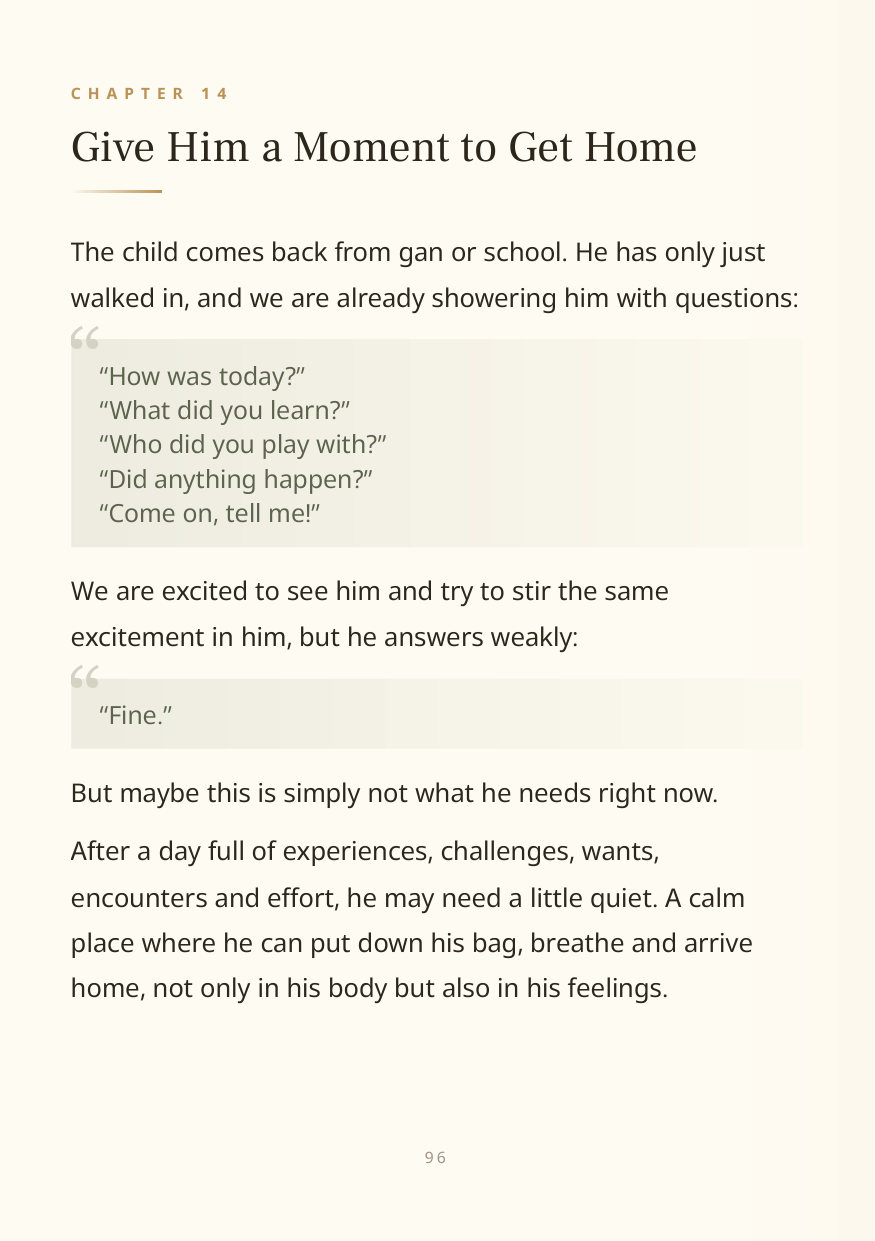 CHAPTER 14
Give Him a Moment to Get Home
The child comes back from gan or school. He has only just
walked in, and we are already showering him with questions:
“
“How was today?”
“What did you learn?”
“Who did you play with?”
“Did anything happen?”
“Come on, tell me!”
We are excited to see him and try to stir the same
excitement in him, but he answers weakly:
“
“Fine.”
But maybe this is simply not what he needs right now.
After a day full of experiences, challenges, wants,
encounters and effort, he may need a little quiet. A calm
place where he can put down his bag, breathe and arrive
home, not only in his body but also in his feelings.
96